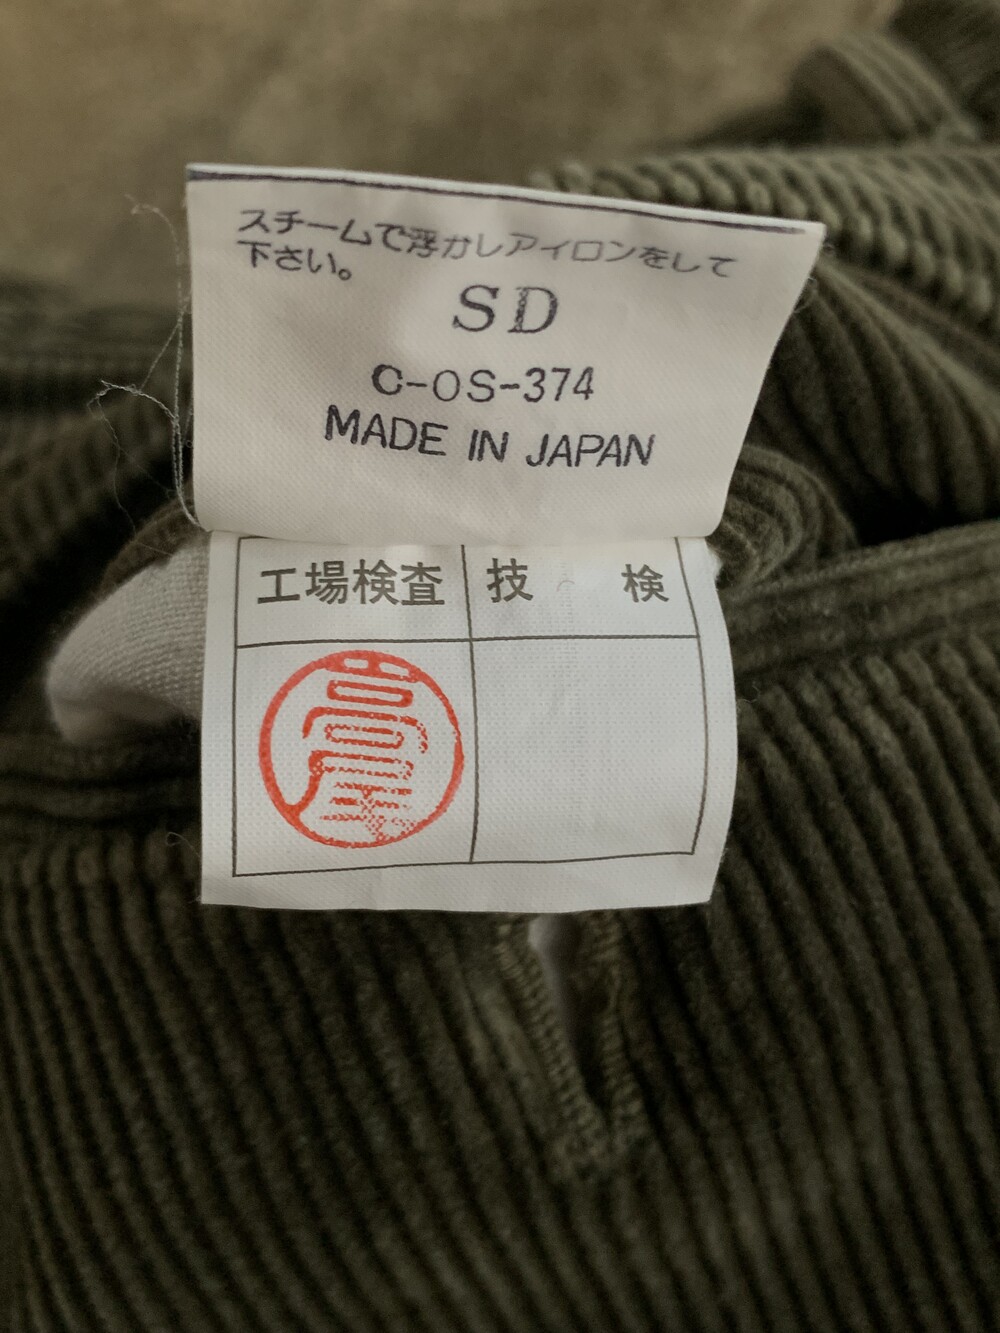 スチームで浮かしアイロンをして
下さい。
SD
C-OS-374
MADE IN JAPAN
工場検査 技 検